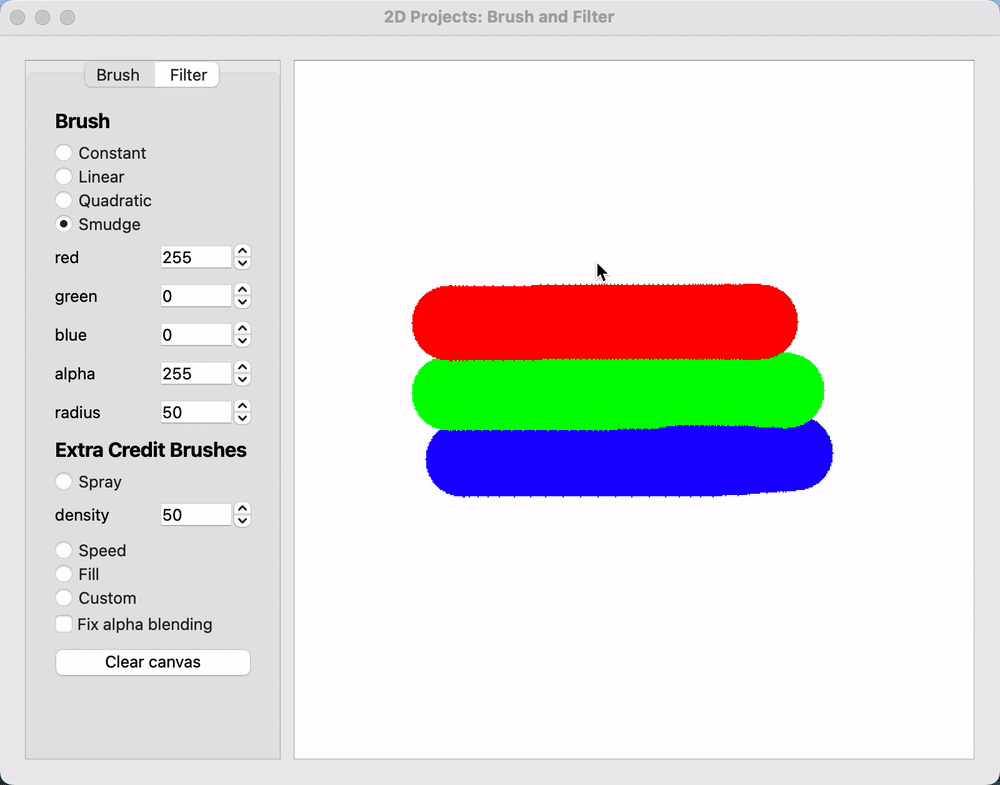 2D Projects: Brush and Filter
Brush Filter
Brush
Constant
Linear
Quadratic
Smudge
red 255
green 0
blue 0
alpha 255
radius 50
Extra Credit Brushes
Spray
density 50
Speed
Fill
Custom
Fix alpha blending
Clear canvas